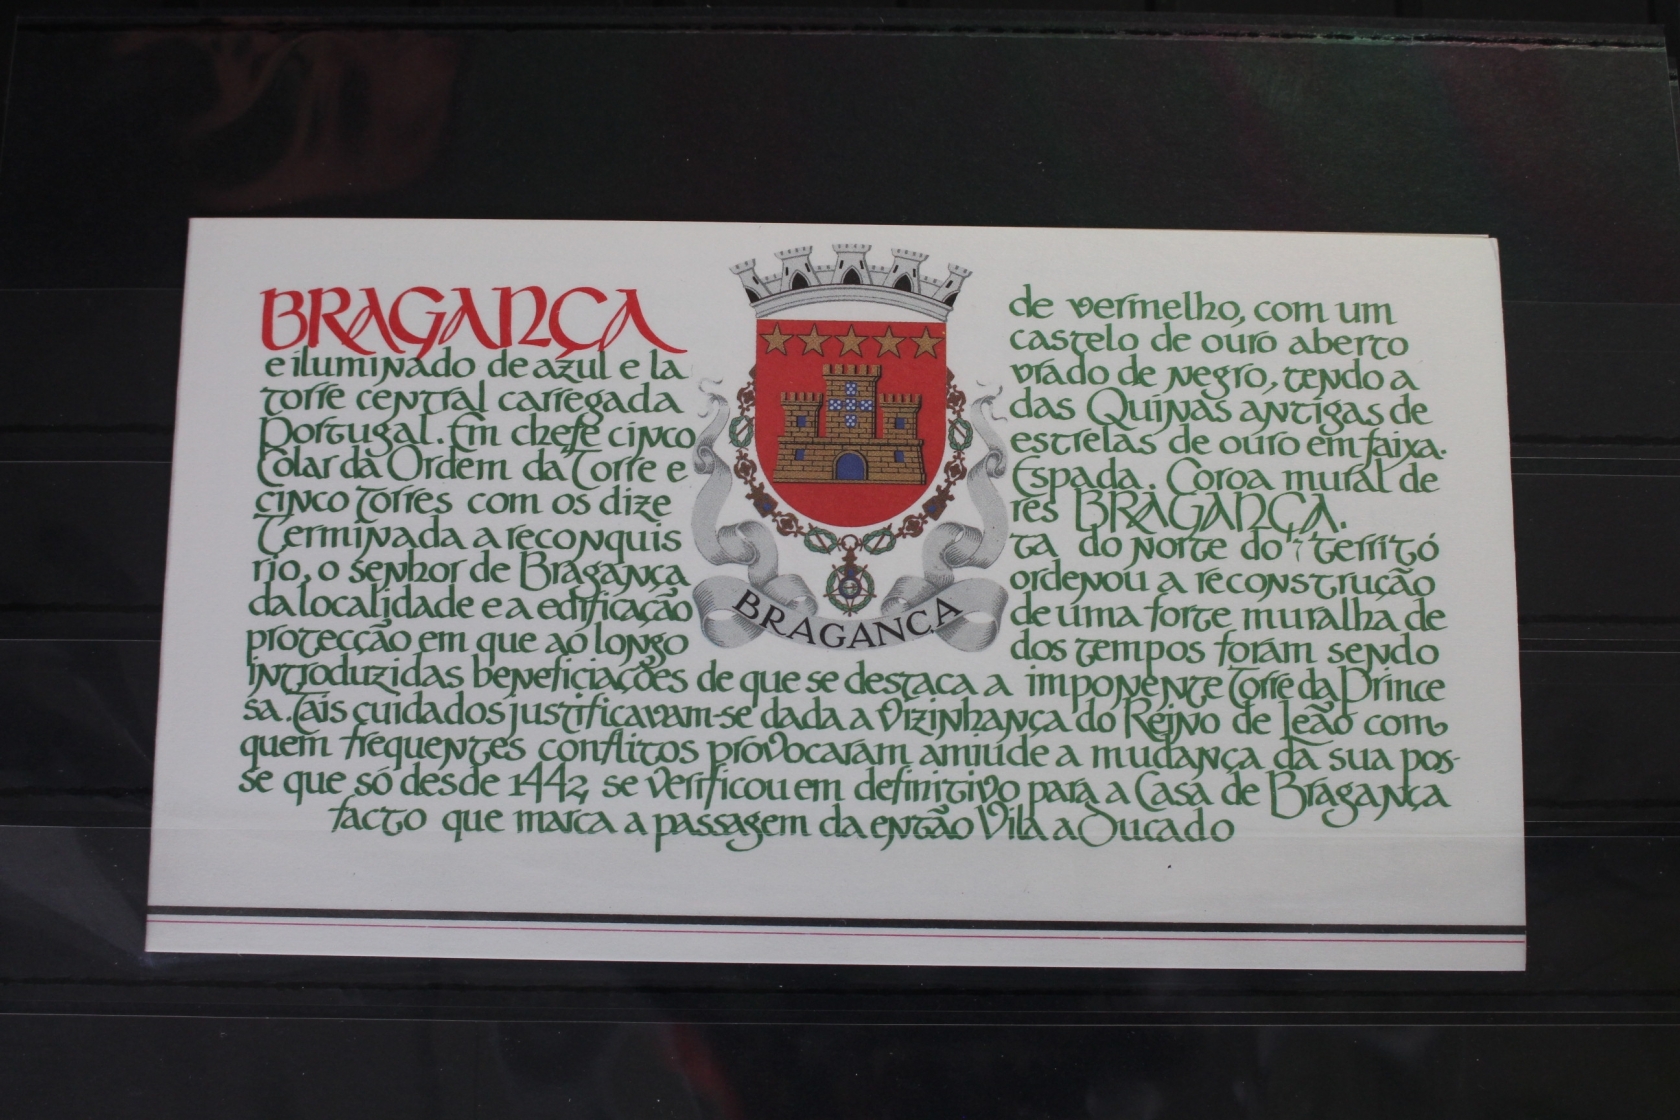 BRAGANÇA de vermelho, com um
castelo de ouro aberto
e iluminado de azul e la vrado de negro, tendo a
torre central carregada das Quinas antigas de
Portugal. Em chefe cinco estrelas de ouro em faixa.
Colar da Ordem da Torre e Espada. Coroa mural de
cinco torres com os dize res BRAGANÇA.
Terminada a reconquis ta do norte do territó
rio, o senhor de Bragança ordenou a reconstrução
da localidade e a edificação de uma forte muralha de
protecção em que ao longo dos tempos foram sendo
introduzidas beneficiações de que se destaca a imponente Torre da Prince
sa. Tais cuidados justificavam-se dada a vizinhança do Reino de Leão com
quem frequentes conflitos provocaram amiúde a mudança da sua pos-
se que só desde 1442, se verificou em definitivo para a Casa de Bragança
facto que marca a passagem da então Vila a Ducado
BRAGANÇA